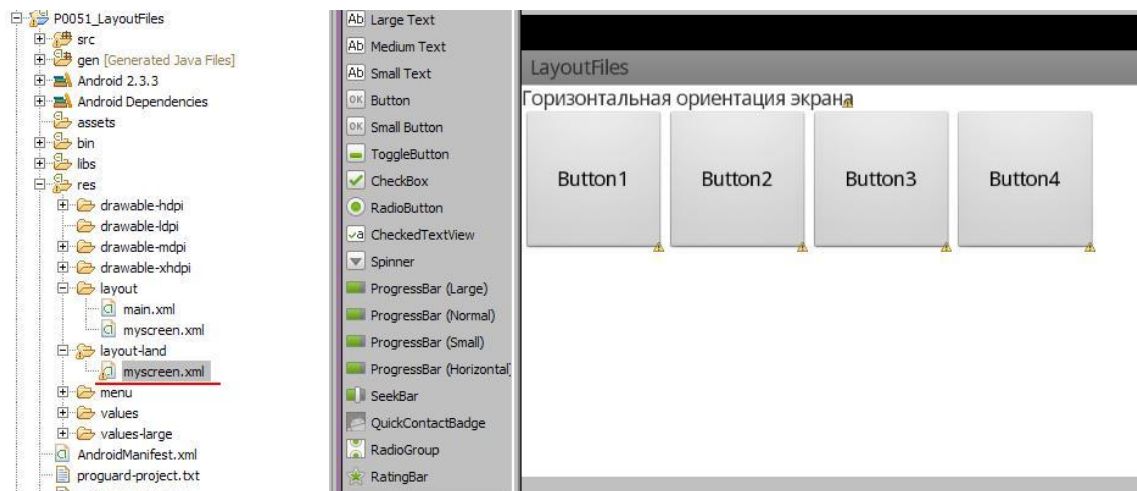 P0051_LayoutFiles
src
gen [Generated Java Files]
Android 2.3.3
Android Dependencies
assets
bin
libs
res
drawable-hdpi
drawable-ldpi
drawable-mdpi
drawable-xhdpi
layout
main.xml
myscreen.xml
layout-land
myscreen.xml
menu
values
values-large
AndroidManifest.xml
proguard-project.txt
Ab Large Text
Ab Medium Text
Ab Small Text
OK Button
OK Small Button
ToggleButton
CheckBox
RadioButton
a CheckedTextView
Spinner
ProgressBar (Large)
ProgressBar (Normal)
ProgressBar (Small)
ProgressBar (Horizontal)
SeekBar
QuickContactBadge
RadioGroup
RatingBar
LayoutFiles
Горизонтальная ориентация экрана
Button1 Button2 Button3 Button4